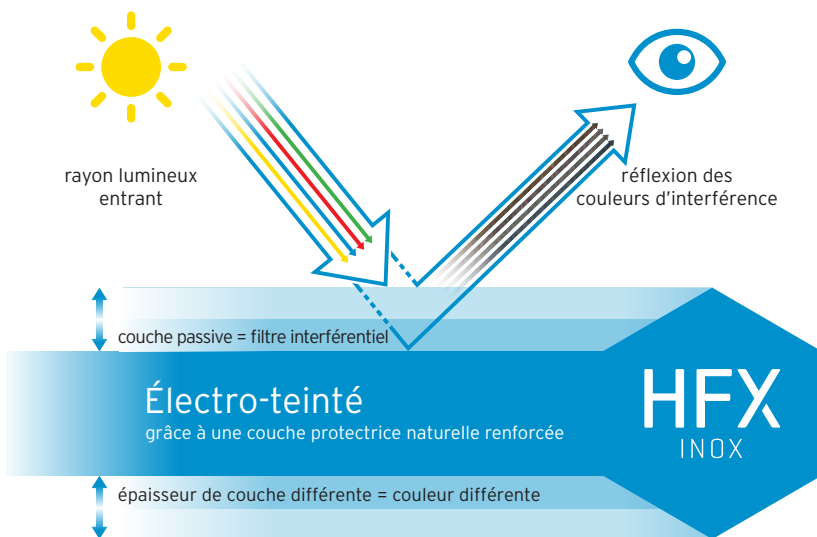 rayon lumineux
entrant
réflexion des
couleurs d'interférence
couche passive = filtre interférentiel
Électro-teinté
grâce à une couche protectrice naturelle renforcée
HFX
INOX
épaisseur de couche différente = couleur différente